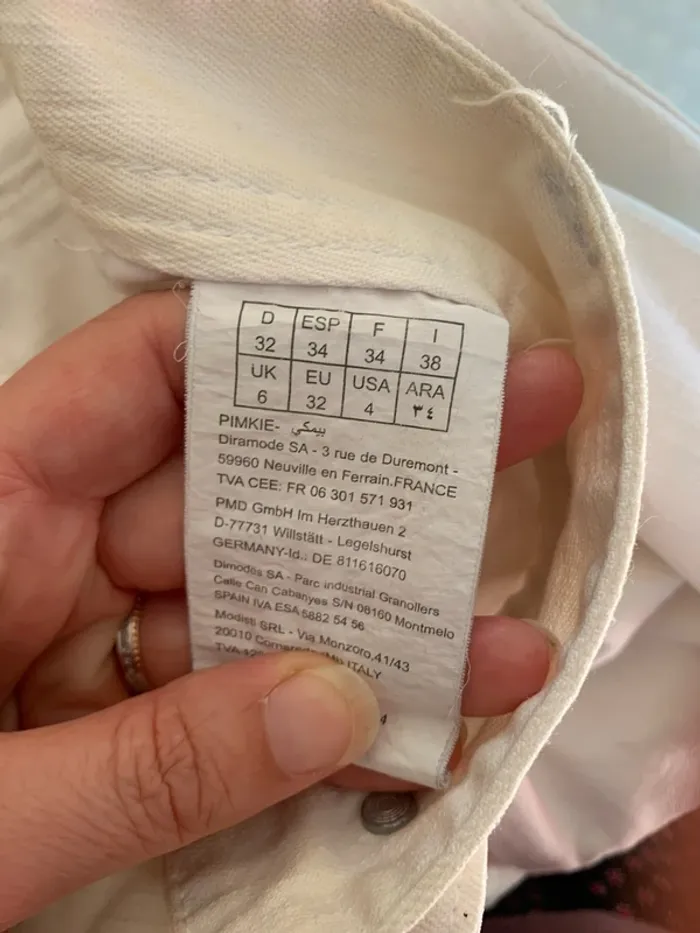 D ESP F I
32 34 34 38
UK EU USA ARA
6 32 4 ٣٤
PIMKIE- بيمكي
Diramode SA - 3 rue de Duremont -
59960 Neuville en Ferrain.FRANCE
TVA CEE: FR 06 301 571 931
PMD GmbH Im Herzthauen 2
D-77731 Willstätt - Legelshurst
GERMANY-Id.: DE 811616070
Dimodes SA - Parc industrial Granollers
Calle Can Cabanyes S/N 08160 Montmelo
SPAIN IVA ESA 5882 54 56
Modisti SRL - Via Monzoro,41/43
20010 ITALY
TVA
4